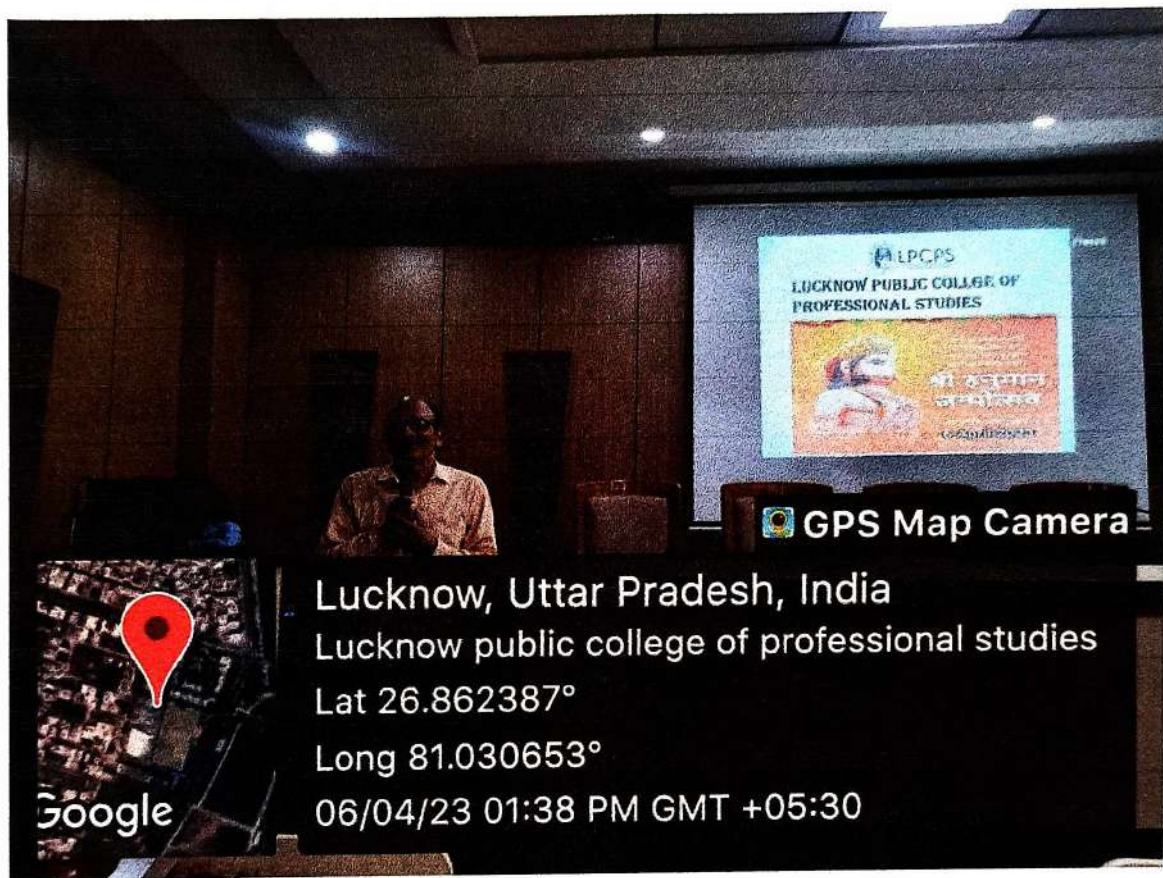 LPCPS
LUCKNOW PUBLIC COLLGE OF
PROFESSIONAL STUDIES
श्री हनुमान
जन्मोत्सव
GPS Map Camera
Lucknow, Uttar Pradesh, India
Lucknow public college of professional studies
Lat 26.862387°
Long 81.030653°
06/04/23 01:38 PM GMT +05:30
Google